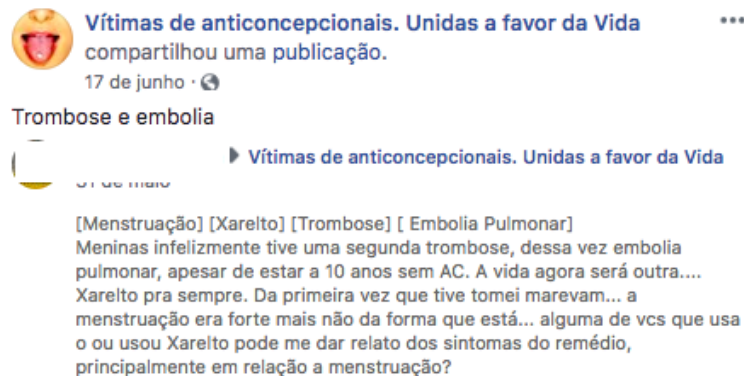 Vítimas de anticoncepcionais. Unidas a favor da Vida
compartilhou uma publicação.
17 de junho ·
Trombose e embolia
Vítimas de anticoncepcionais. Unidas a favor da Vida
31 de maio
[Menstruação] [Xarelto] [Trombose] [ Embolia Pulmonar]
Meninas infelizmente tive uma segunda trombose, dessa vez embolia
pulmonar, apesar de estar a 10 anos sem AC. A vida agora será outra....
Xarelto pra sempre. Da primeira vez que tive tomei marevam... a
menstruação era forte mais não da forma que está... alguma de vcs que usa
o ou usou Xarelto pode me dar relato dos sintomas do remédio,
principalmente em relação a menstruação?